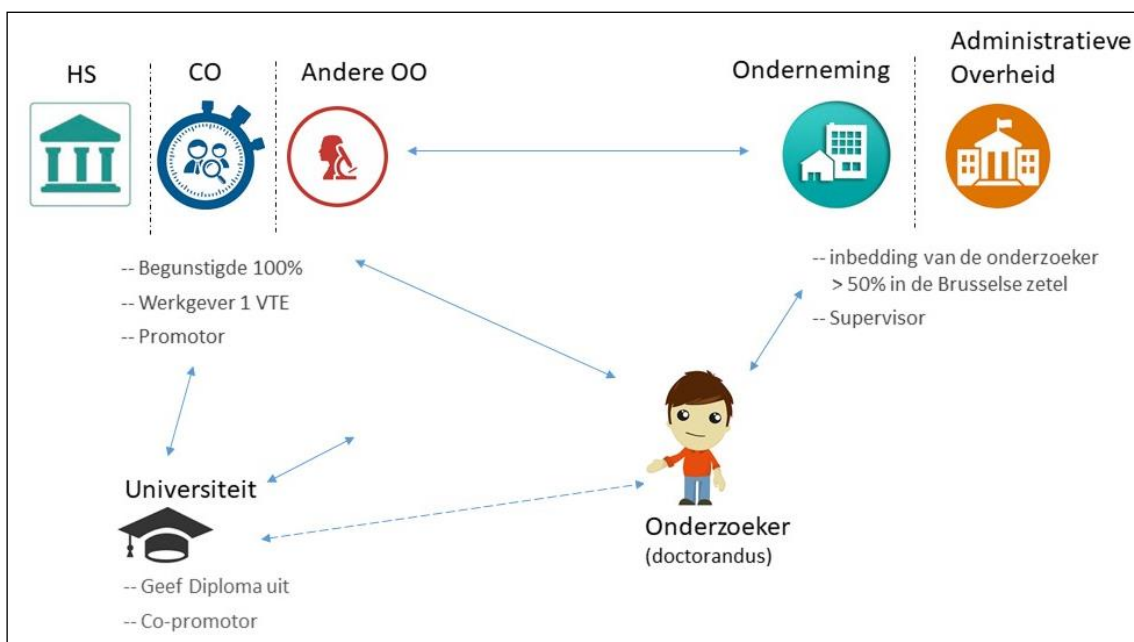 HS
CO
Andere OO
Onderneming
Administratieve
Overheid
-- Begunstigde 100%
-- Werkgever 1 VTE
-- Promotor
-- inbedding van de onderzoeker
> 50% in de Brusselse zetel
-- Supervisor
Universiteit
-- Geef Diploma uit
-- Co-promotor
Onderzoeker
(doctorandus)